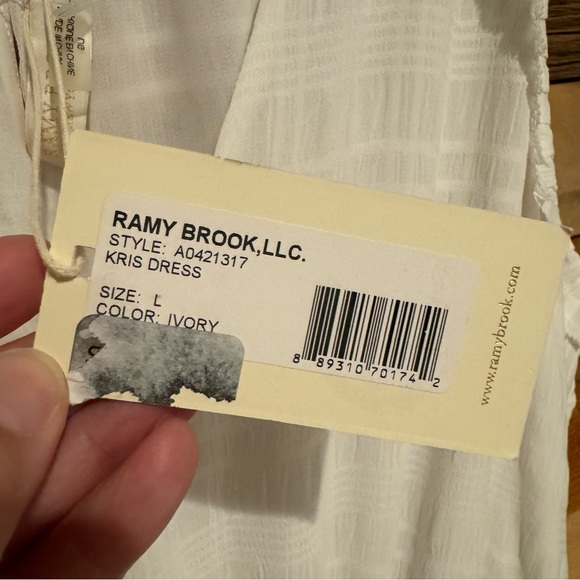 RAMY BROOK,LLC.
STYLE: A0421317
KRIS DRESS
SIZE: L
COLOR: IVORY
8 89310 70174 2
www.ramybrook.com